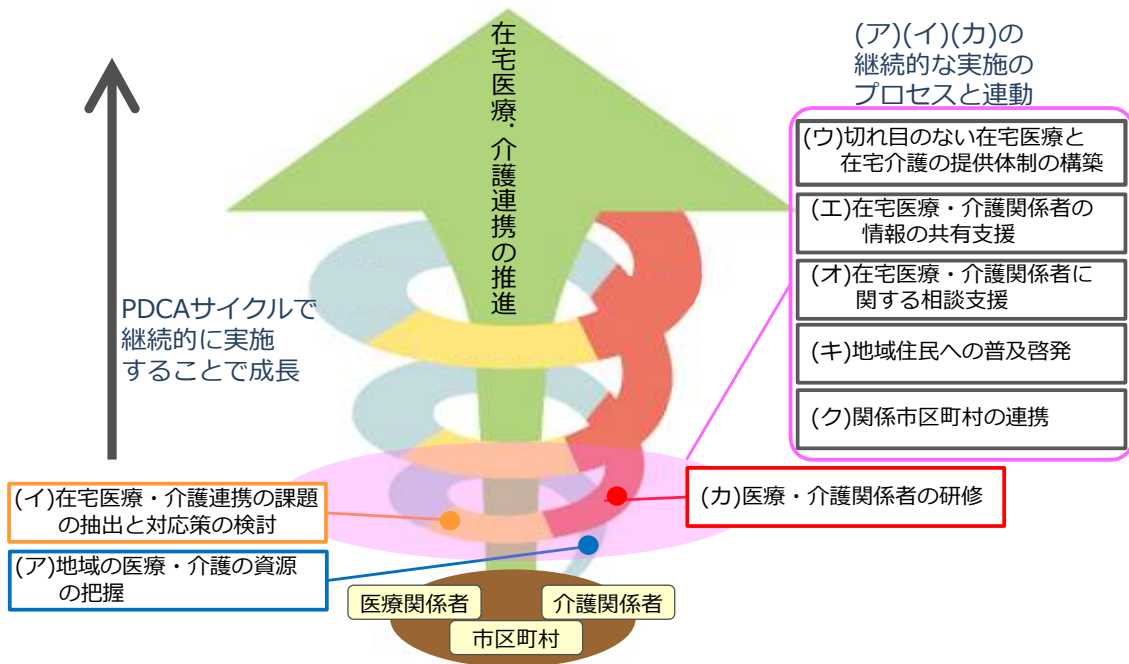 在宅医療・介護連携の推進
(ア)(イ)(カ)の
継続的な実施の
プロセスと連動
(ウ)切れ目のない在宅医療と
在宅介護の提供体制の構築
(エ)在宅医療・介護関係者の
情報の共有支援
(オ)在宅医療・介護関係者に
関する相談支援
(キ)地域住民への普及啓発
(ク)関係市区町村の連携
PDCAサイクルで
継続的に実施
することで成長
(イ)在宅医療・介護連携の課題
の抽出と対応策の検討
(カ)医療・介護関係者の研修
(ア)地域の医療・介護の資源
の把握
医療関係者
介護関係者
市区町村